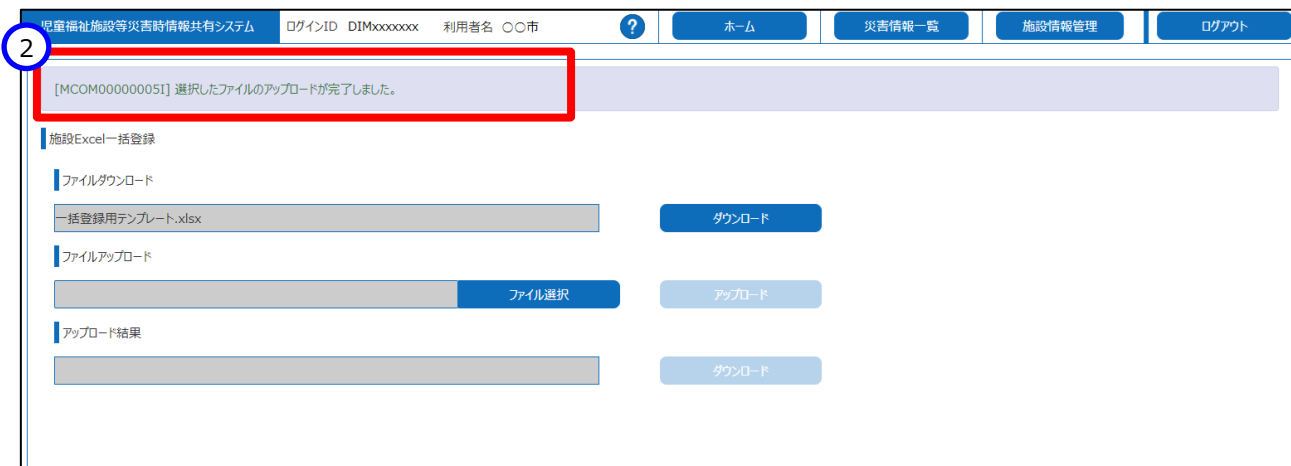 児童福祉施設等災害時情報共有システム ログインID DIMxxxxxxx 利用者名 ○○市 ? ホーム 災害情報一覧 施設情報管理 ログアウト
2
[MCOM00000005I] 選択したファイルのアップロードが完了しました。
施設Excel一括登録
ファイルダウンロード
一括登録用テンプレート.xlsx ダウンロード
ファイルアップロード
ファイル選択 アップロード
アップロード結果
ダウンロード